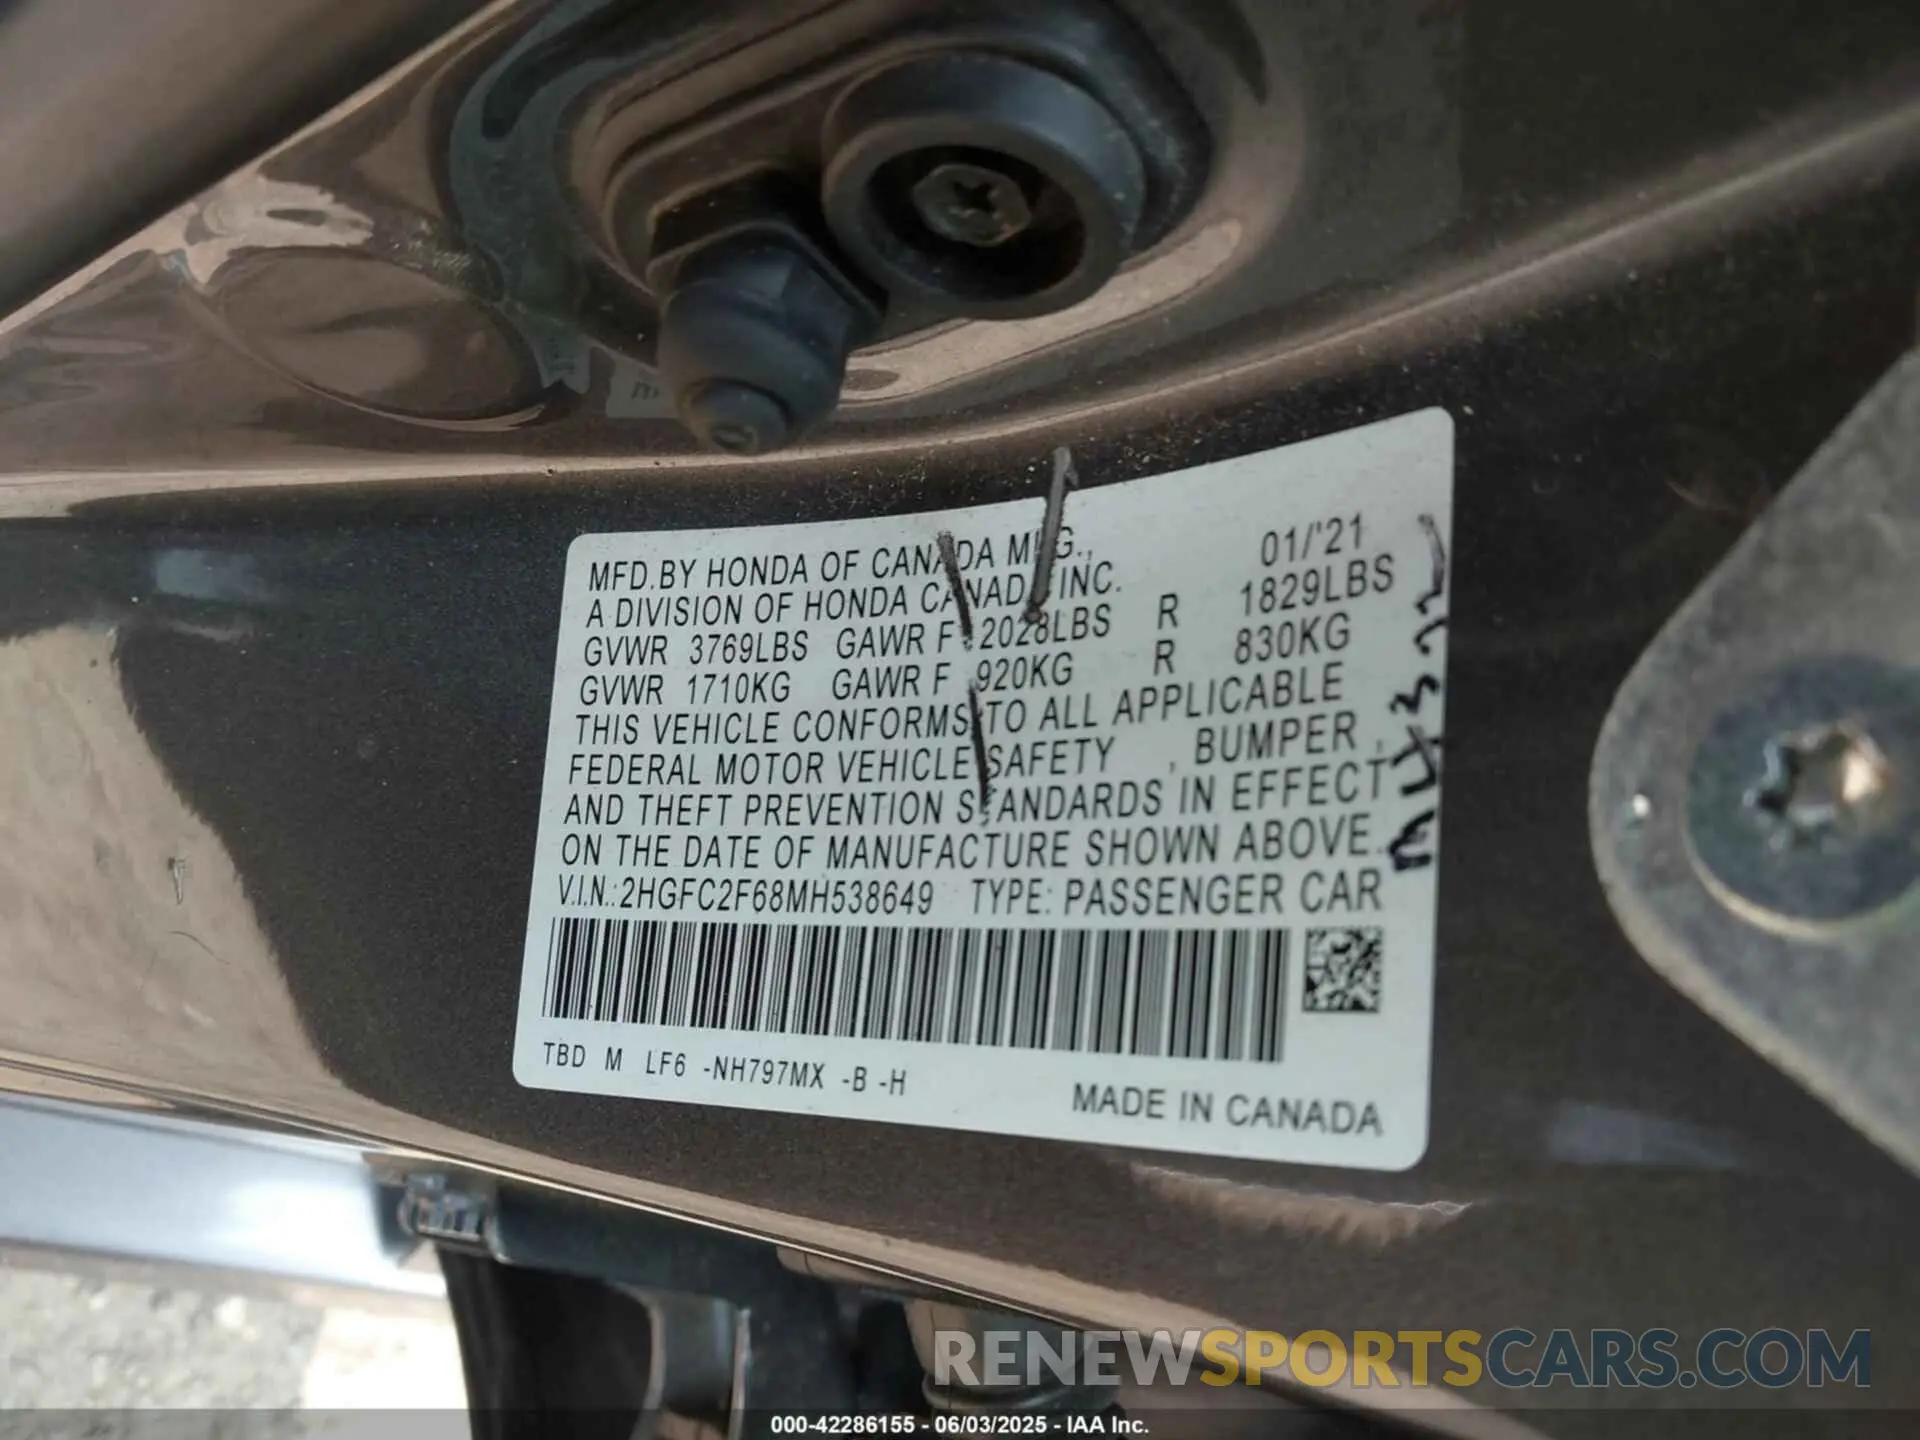 MFD.BY HONDA OF CANADA MFG., 01/'21
A DIVISION OF HONDA CANADA INC.
GVWR 3769LBS GAWR F 2028LBS R 1829LBS
GVWR 1710KG GAWR F 920KG R 830KG
THIS VEHICLE CONFORMS TO ALL APPLICABLE
FEDERAL MOTOR VEHICLE SAFETY , BUMPER ,
AND THEFT PREVENTION STANDARDS IN EFFECT
ON THE DATE OF MANUFACTURE SHOWN ABOVE.
V.I.N.:2HGFC2F68MH538649 TYPE: PASSENGER CAR
TBD M LF6 -NH797MX -B -H
MADE IN CANADA
RENEWSPORTSCARS.COM
000-42286155 - 06/03/2025 - IAA Inc.